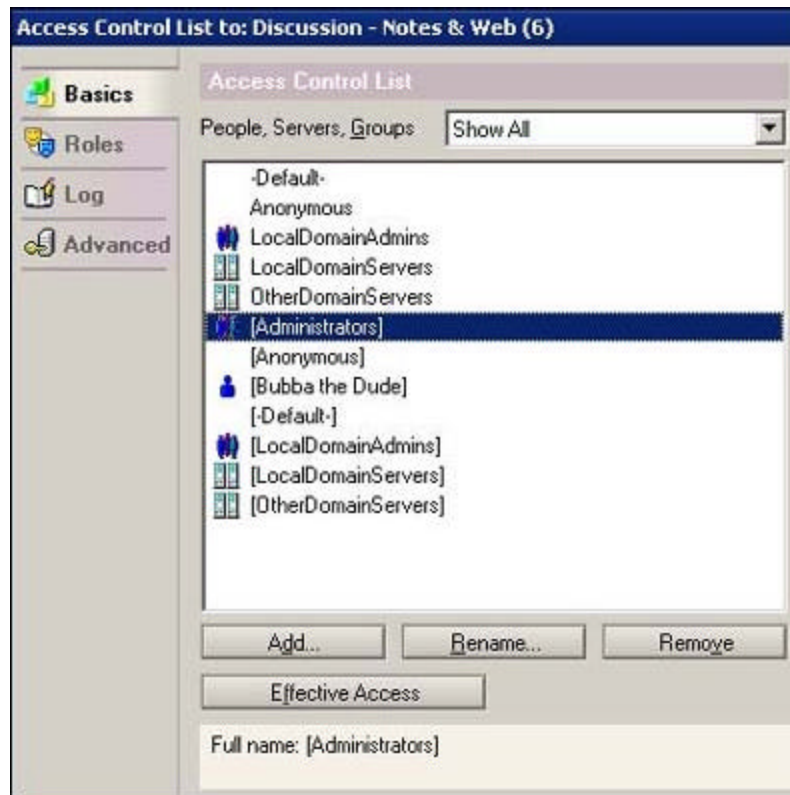 Access Control List to: Discussion - Notes & Web (6)
Basics
Roles
Log
Advanced
Access Control List
People, Servers, Groups Show All
-Default-
Anonymous
LocalDomainAdmins
LocalDomainServers
OtherDomainServers
[Administrators]
[Anonymous]
[Bubba the Dude]
[-Default-]
[LocalDomainAdmins]
[LocalDomainServers]
[OtherDomainServers]
Add... Rename... Remove
Effective Access
Full name: [Administrators]